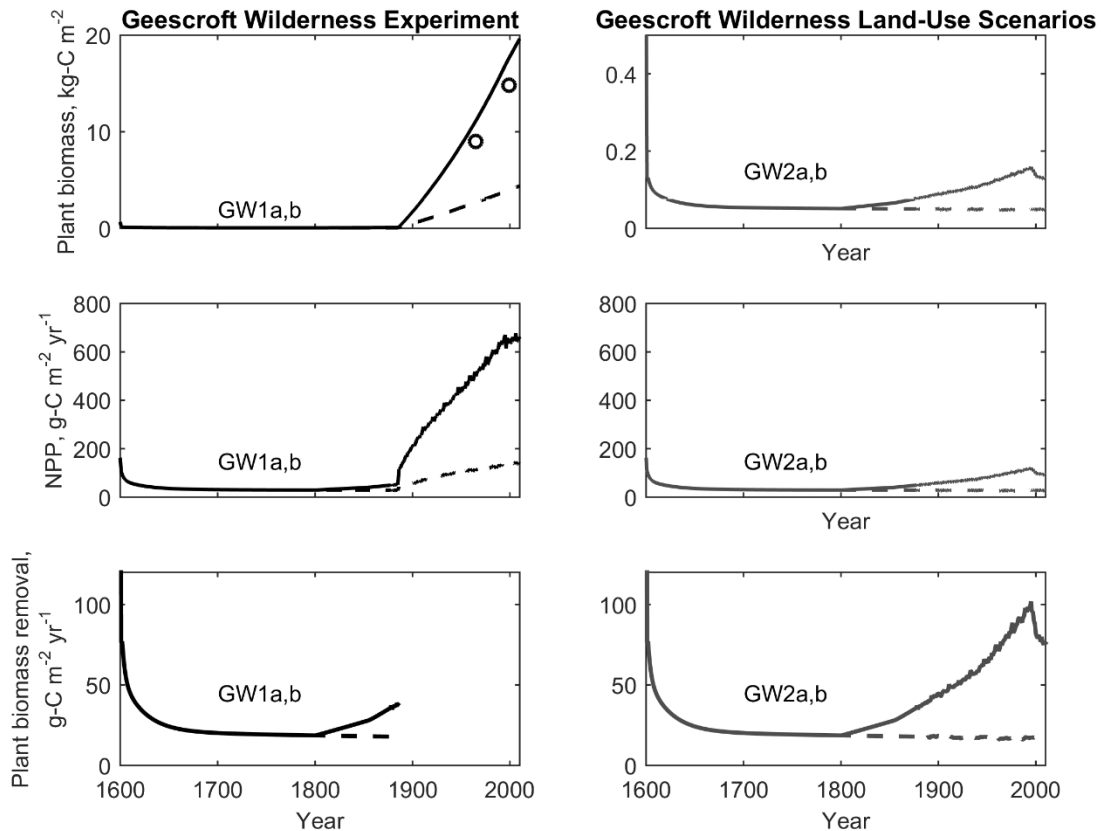 Geescroft Wilderness Experiment
Geescroft Wilderness Land-Use Scenarios
Plant biomass, kg-C m-2
20
10
0
GW1a,b
0.4
0.2
0
GW2a,b
Year
NPP, g-C m-2 yr-1
800
600
400
200
0
GW1a,b
800
600
400
200
0
GW2a,b
Year
Plant biomass removal,
g-C m-2 yr-1
100
50
0
GW1a,b
1600 1700 1800 1900 2000
Year
100
50
0
GW2a,b
1600 1700 1800 1900 2000
Year